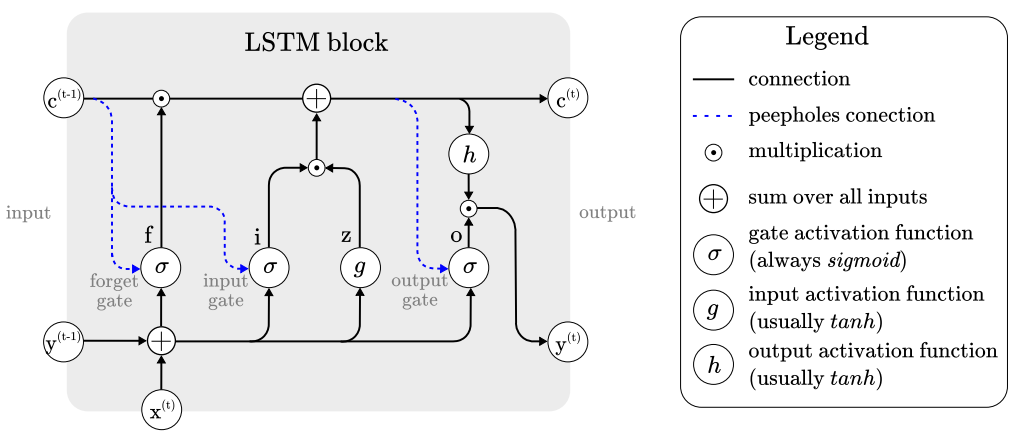 LSTM block
c(t-1)
c(t)
h
input
output
f
i
z
o
σ
σ
g
σ
forget
gate
input
gate
output
gate
y(t-1)
y(t)
x(t)
Legend
connection
peepholes conection
multiplication
sum over all inputs
σ
gate activation function
(always sigmoid)
g
input activation function
(usually tanh)
h
output activation function
(usually tanh)